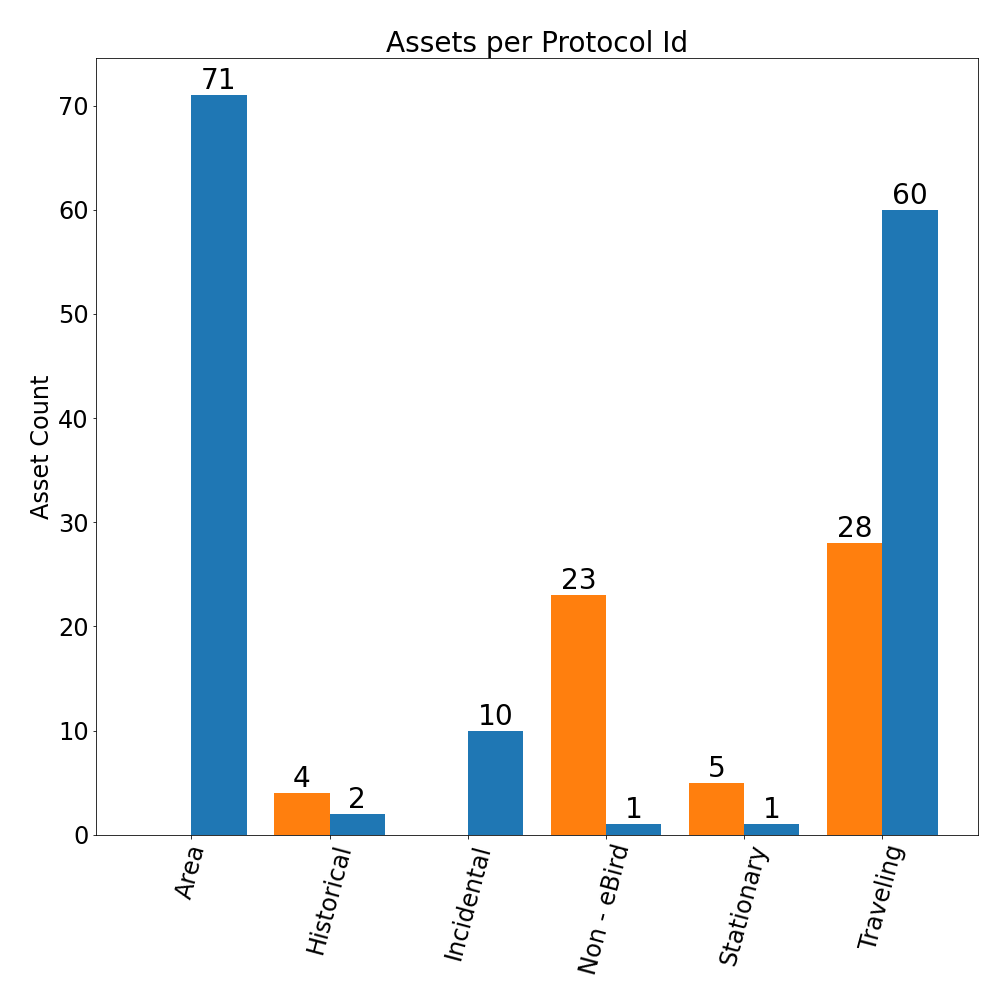 Assets per Protocol Id
Asset Count
70
60
50
40
30
20
10
0
71
4
2
10
23
1
5
1
28
60
Area
Historical
Incidental
Non - eBird
Stationary
Traveling